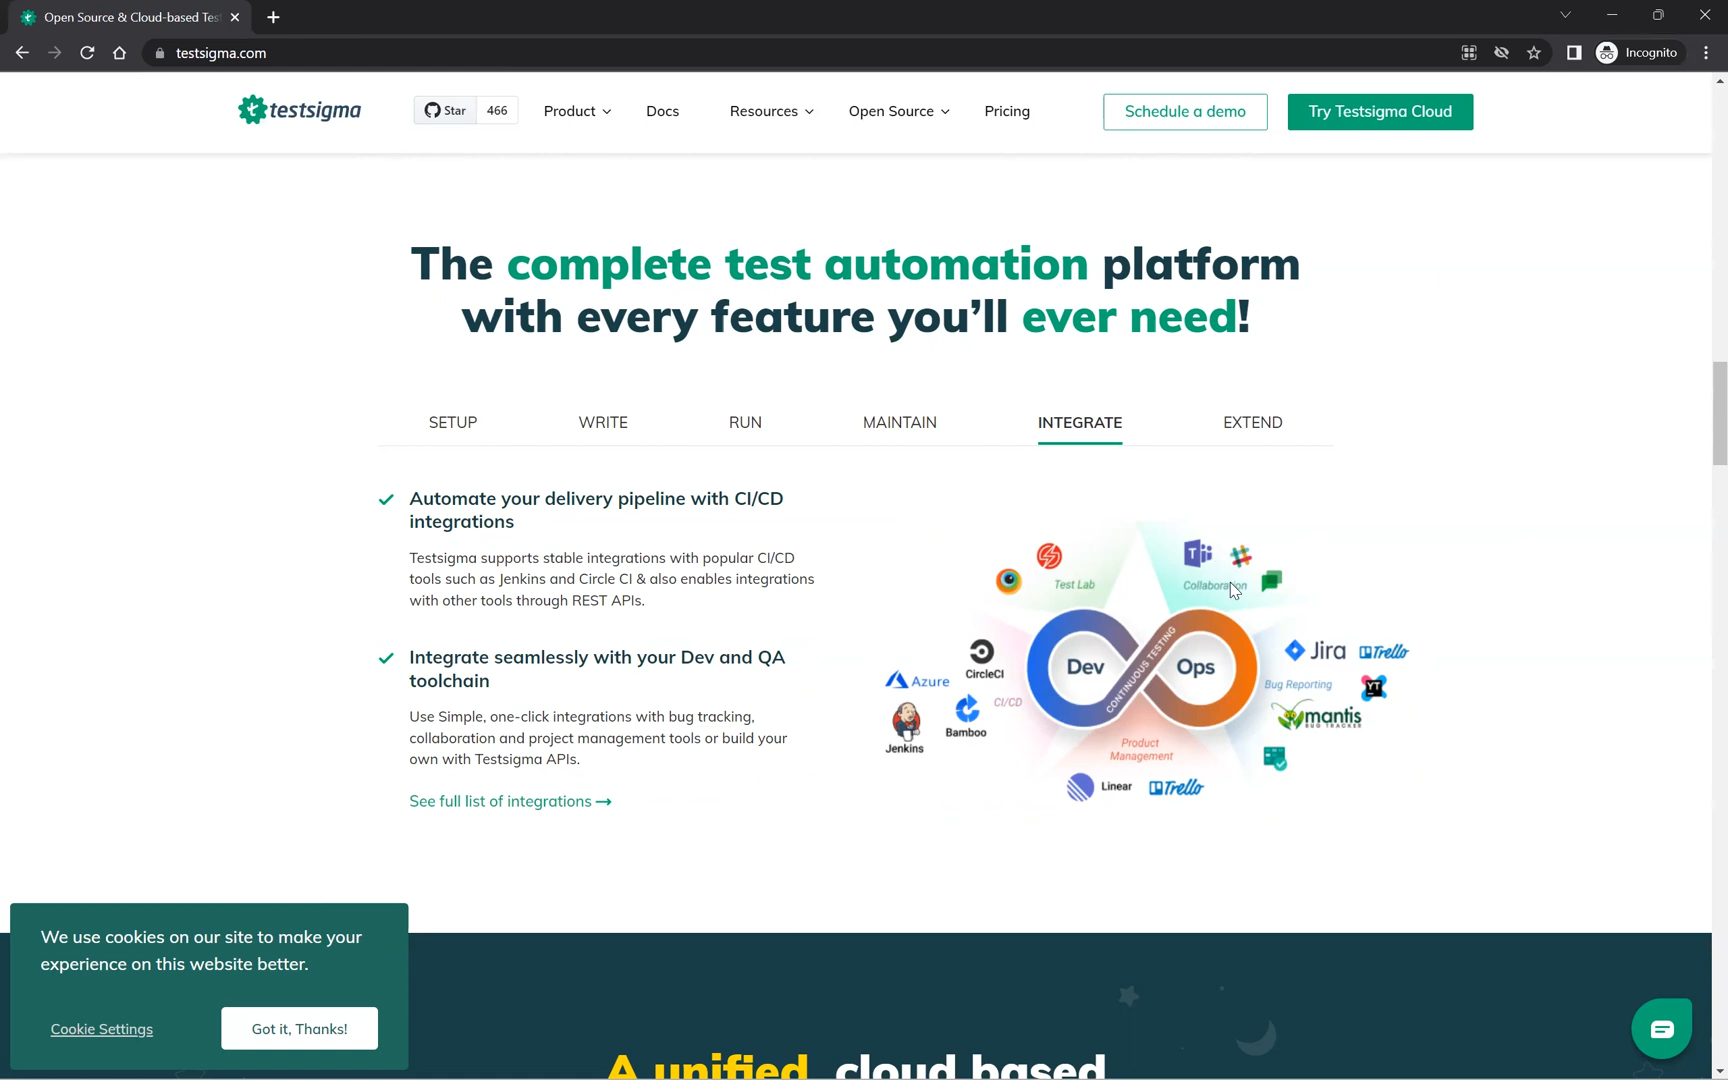 Open Source & Cloud-based Tes
testsigma.com
Incognito
testsigma
Star 466
Product
Docs
Resources
Open Source
Pricing
Schedule a demo
Try Testsigma Cloud
The complete test automation platform
with every feature you’ll ever need!
SETUP
WRITE
RUN
MAINTAIN
INTEGRATE
EXTEND
Automate your delivery pipeline with CI/CD
integrations
Testsigma supports stable integrations with popular CI/CD
tools such as Jenkins and Circle CI & also enables integrations
with other tools through REST APIs.
Integrate seamlessly with your Dev and QA
toolchain
Use Simple, one-click integrations with bug tracking,
collaboration and project management tools or build your
own with Testsigma APIs.
See full list of integrations
Test Lab
Collaboration
CircleCI
Azure
CI/CD
Bamboo
Jenkins
Dev
CONTINUOUS TESTING
Ops
Jira
Trello
Bug Reporting
YT
mantis
BUG TRACKER
Product
Management
Linear
Trello
We use cookies on our site to make your
experience on this website better.
Cookie Settings
Got it, Thanks!
A unified, cloud based